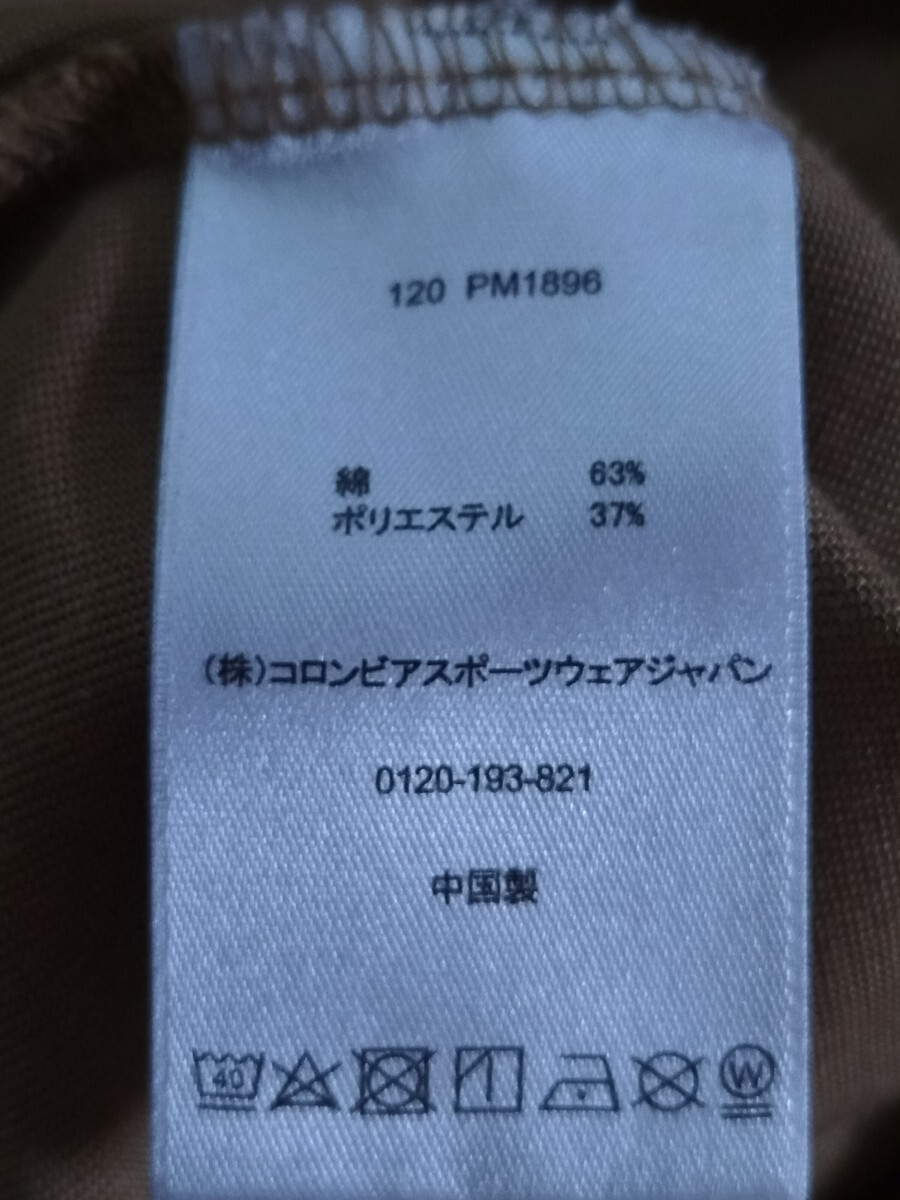 120 PM1896
綿 63%
ポリエステル 37%
(株)コロンビアスポーツウェアジャパン
0120-193-821
中国製
40
W